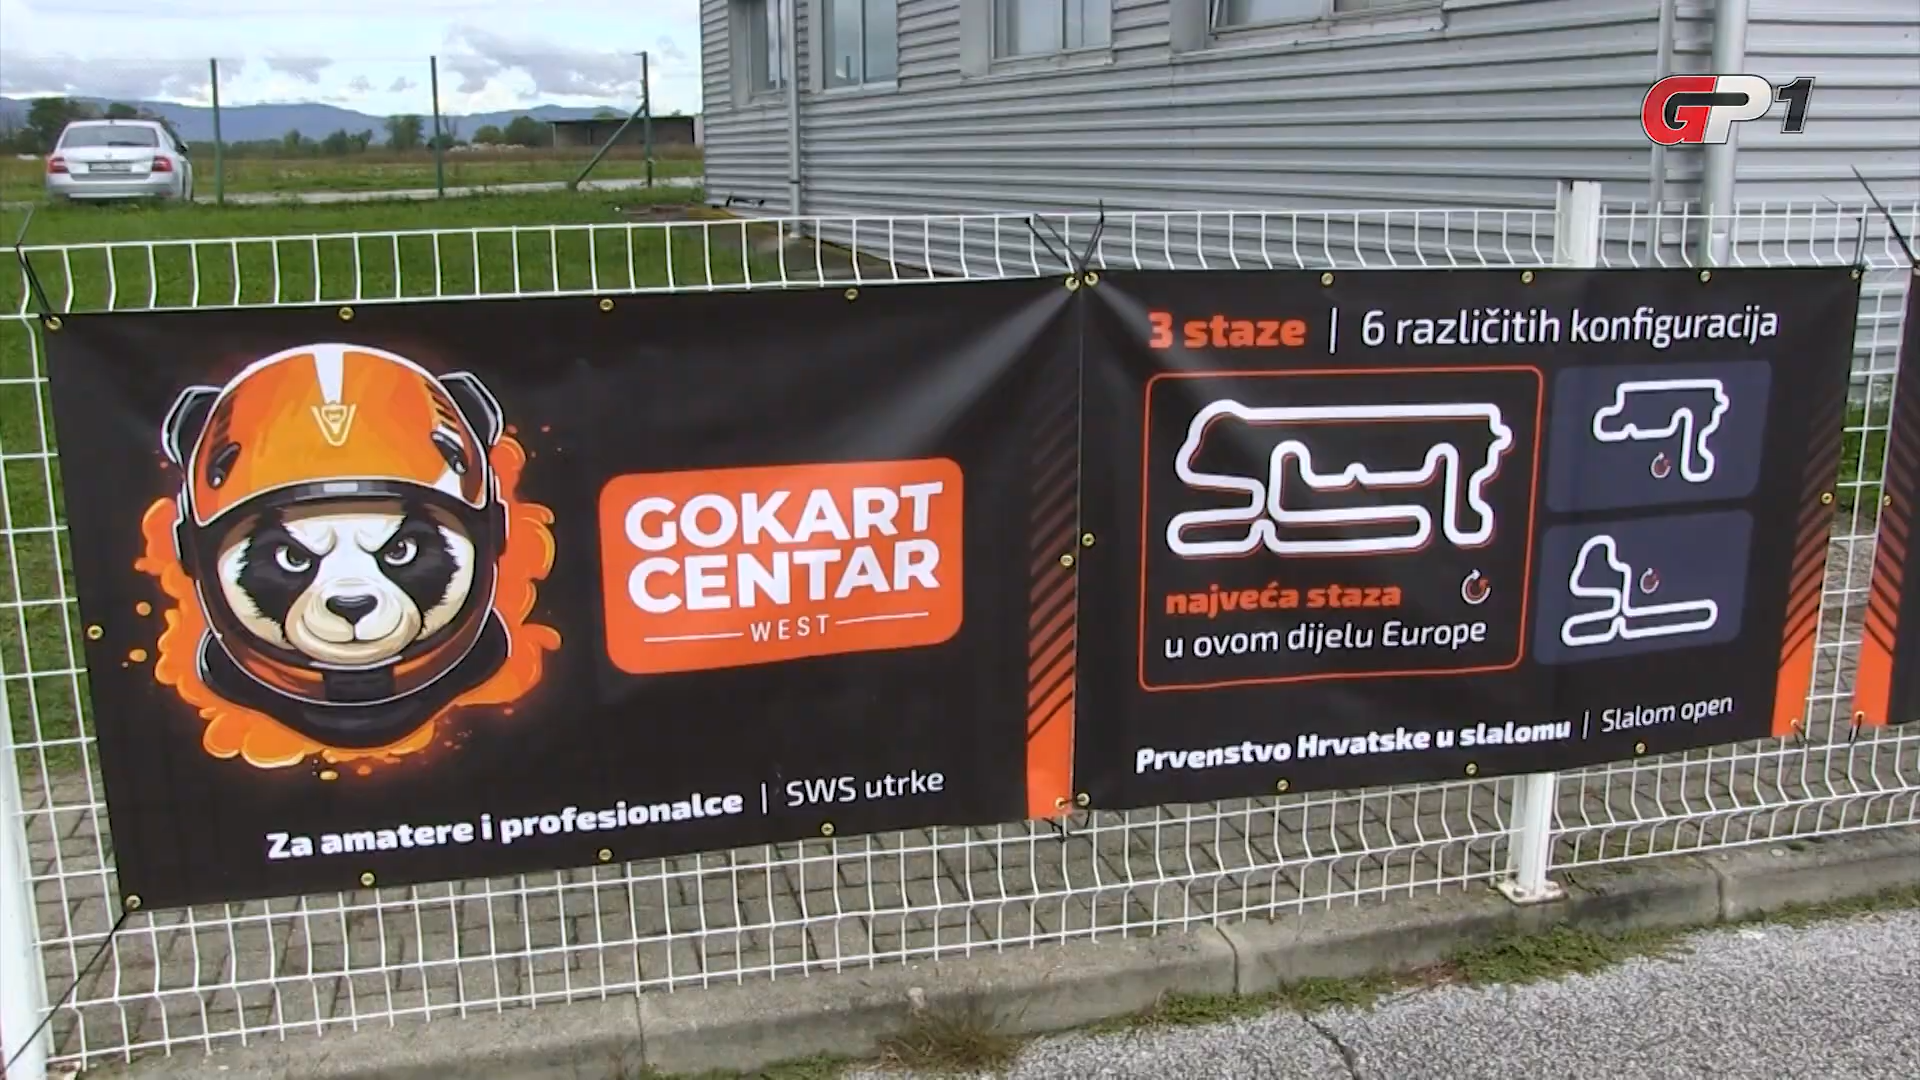 GP1
GOKART
CENTAR
WEST
Za amatere i profesionalce | SWS utrke
3 staze | 6 različitih konfiguracija
najveća staza
u ovom dijelu Europe
Prvenstvo Hrvatske u slalomu | Slalom open